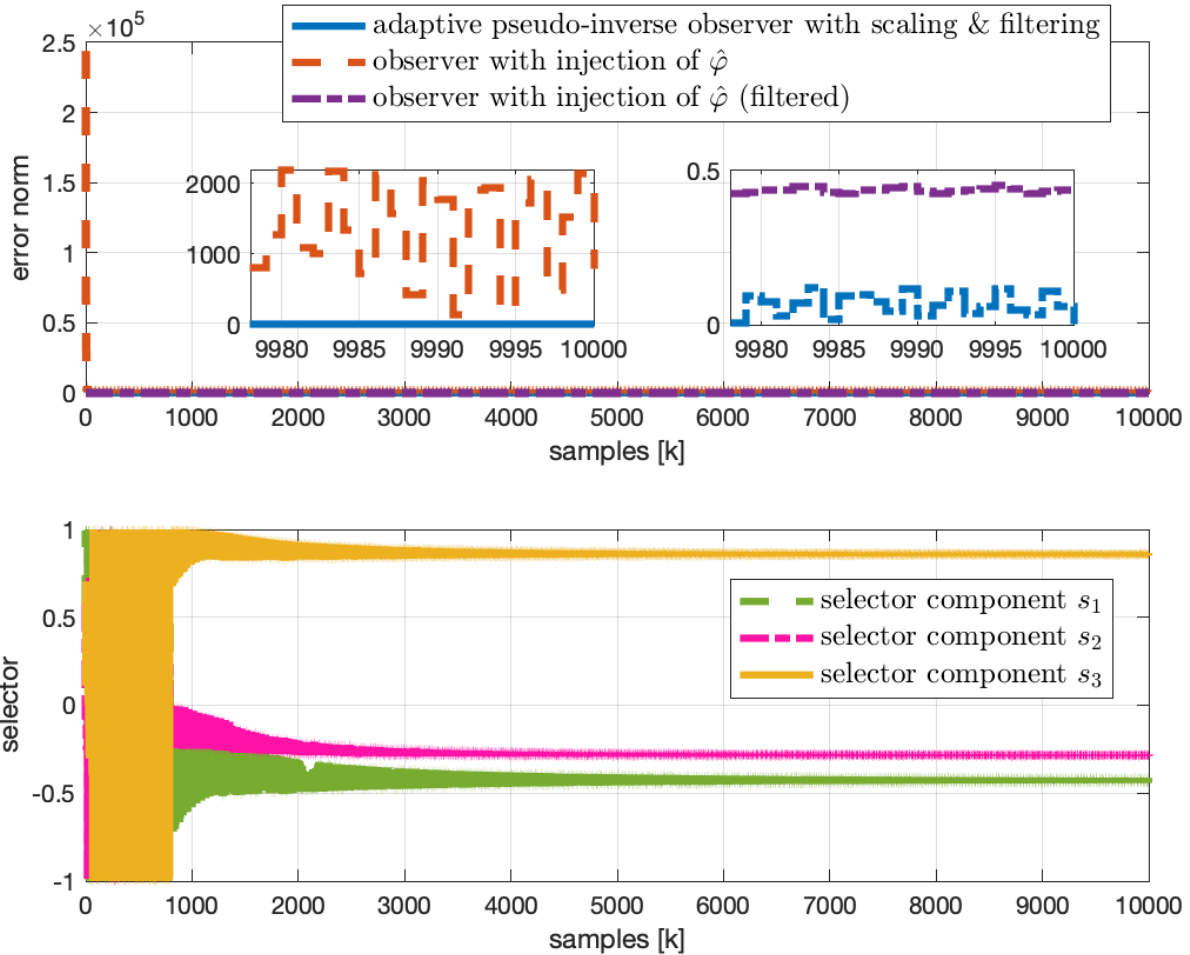 ×10⁵
adaptive pseudo-inverse observer with scaling & filtering
observer with injection of φ̂
observer with injection of φ̂ (filtered)
2.5
2
1.5
1
0.5
0
error norm
2000
1000
0
9980 9985 9990 9995 10000
0.5
0
9980 9985 9990 9995 10000
0 1000 2000 3000 4000 5000 6000 7000 8000 9000 10000
samples [k]
1
0.5
0
-0.5
-1
selector
selector component s₁
selector component s₂
selector component s₃
0 1000 2000 3000 4000 5000 6000 7000 8000 9000 10000
samples [k]